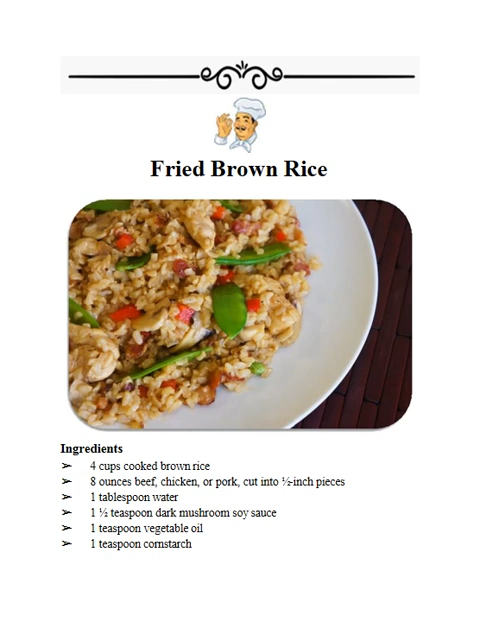 Fried Brown Rice
Ingredients
➢ 4 cups cooked brown rice
➢ 8 ounces beef, chicken, or pork, cut into ½-inch pieces
➢ 1 tablespoon water
➢ 1 ½ teaspoon dark mushroom soy sauce
➢ 1 teaspoon vegetable oil
➢ 1 teaspoon cornstarch